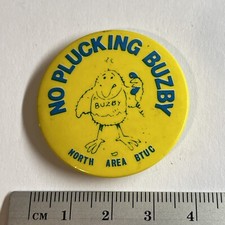 NO PLUCKING BUZBY
BUZBY
NORTH AREA BTUC
CM 1 2 3 4